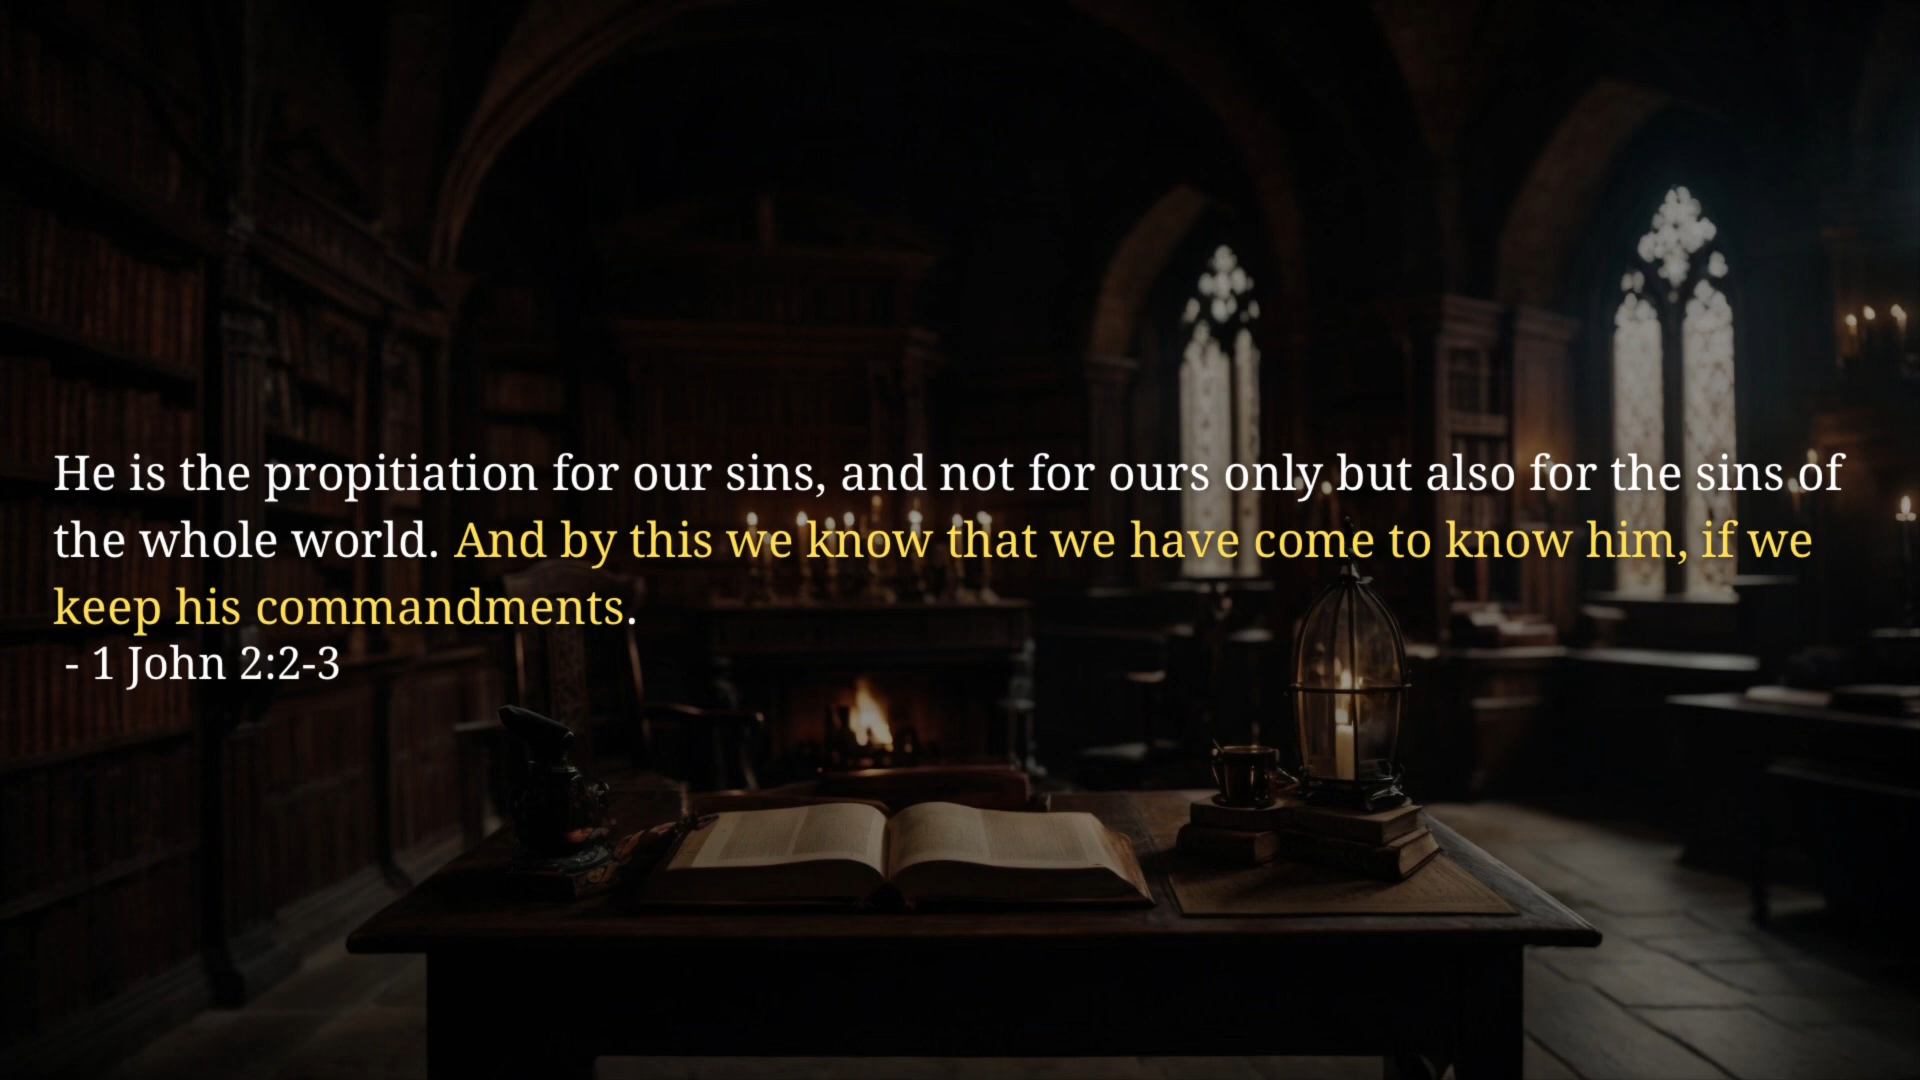 He is the propitiation for our sins, and not for ours only but also for the sins of
the whole world. And by this we know that we have come to know him, if we
keep his commandments.
- 1 John 2:2-3